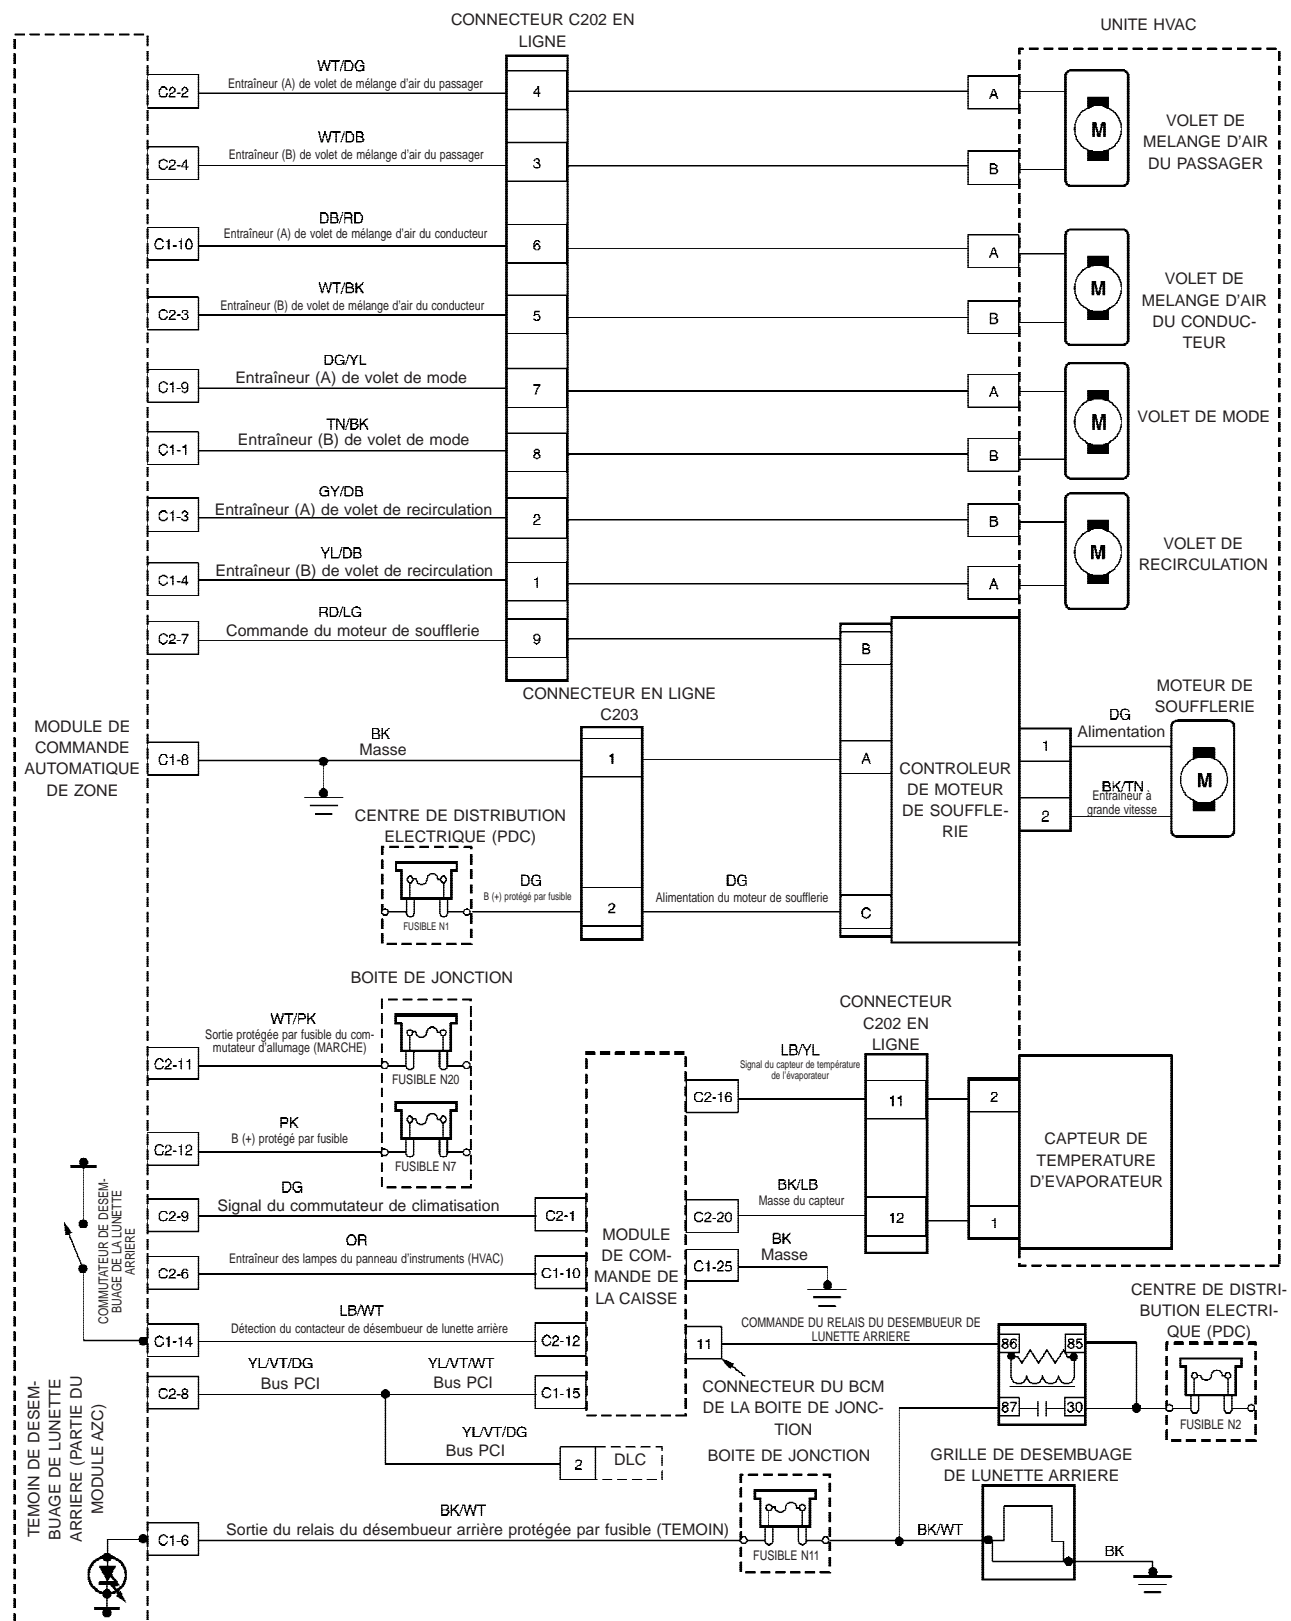 CONNECTEUR C202 EN
LIGNE
UNITE HVAC
C2-2
WT/DG
Entraîneur (A) de volet de mélange d'air du passager
4
A
M
VOLET DE
MELANGE D'AIR
DU PASSAGER
C2-4
WT/DB
Entraîneur (B) de volet de mélange d'air du passager
3
B
C1-10
DB/RD
Entraîneur (A) de volet de mélange d'air du conducteur
6
A
M
VOLET DE
MELANGE D'AIR
DU CONDUC-
TEUR
C2-3
WT/BK
Entraîneur (B) de volet de mélange d'air du conducteur
5
B
C1-9
DG/YL
Entraîneur (A) de volet de mode
7
A
M
VOLET DE MODE
C1-1
TN/BK
Entraîneur (B) de volet de mode
8
B
C1-3
GY/DB
Entraîneur (A) de volet de recirculation
2
B
M
VOLET DE
RECIRCULATION
C1-4
YL/DB
Entraîneur (B) de volet de recirculation
1
A
C2-7
RD/LG
Commande du moteur de soufflerie
9
B
CONNECTEUR EN LIGNE
C203
MODULE DE
COMMANDE
AUTOMATIQUE
DE ZONE
C1-8
BK
Masse
1
A
CONTROLEUR
DE MOTEUR
DE SOUFFLE-
RIE
1
DG
Alimentation
2
BK/TN
Entraîneur à
grande vitesse
MOTEUR DE
SOUFFLERIE
M
CENTRE DE DISTRIBUTION
ELECTRIQUE (PDC)
FUSIBLE N1
DG
B (+) protégé par fusible
2
DG
Alimentation du moteur de soufflerie
C
BOITE DE JONCTION
C2-11
WT/PK
Sortie protégée par fusible du com-
mutateur d'allumage (MARCHE)
FUSIBLE N20
C2-12
PK
B (+) protégé par fusible
FUSIBLE N7
CONNECTEUR
C202 EN
LIGNE
C2-16
LB/YL
Signal du capteur de température
de l'évaporateur
11
2
CAPTEUR DE
TEMPERATURE
D'EVAPORATEUR
C2-9
DG
Signal du commutateur de climatisation
C2-1
MODULE
DE COM-
MANDE DE
LA CAISSE
C2-20
BK/LB
Masse du capteur
12
1
C2-6
OR
Entraîneur des lampes du panneau d'instruments (HVAC)
C1-10
C1-25
BK
Masse
COMMUTATEUR DE DESEM-
BUAGE DE LA LUNETTE
ARRIERE
C1-14
LB/WT
Détection du contacteur de désembueur de lunette arrière
C2-12
11
COMMANDE DU RELAIS DU DESEMBUEUR DE
LUNETTE ARRIERE
86
85
87
30
CENTRE DE DISTRI-
BUTION ELECTRI-
QUE (PDC)
FUSIBLE N2
C2-8
YL/VT/DG
Bus PCI
YL/VT/WT
Bus PCI
C1-15
CONNECTEUR DU BCM
DE LA BOITE DE JONC-
TION
YL/VT/DG
Bus PCI
2
DLC
TEMOIN DE DESEM-
BUAGE DE LUNETTE
ARRIERE (PARTIE DU
MODULE AZC)
BOITE DE JONCTION
GRILLE DE DESEMBUAGE
DE LUNETTE ARRIERE
C1-6
BK/WT
Sortie du relais du désembueur arrière protégée par fusible (TEMOIN)
FUSIBLE N11
BK/WT
BK